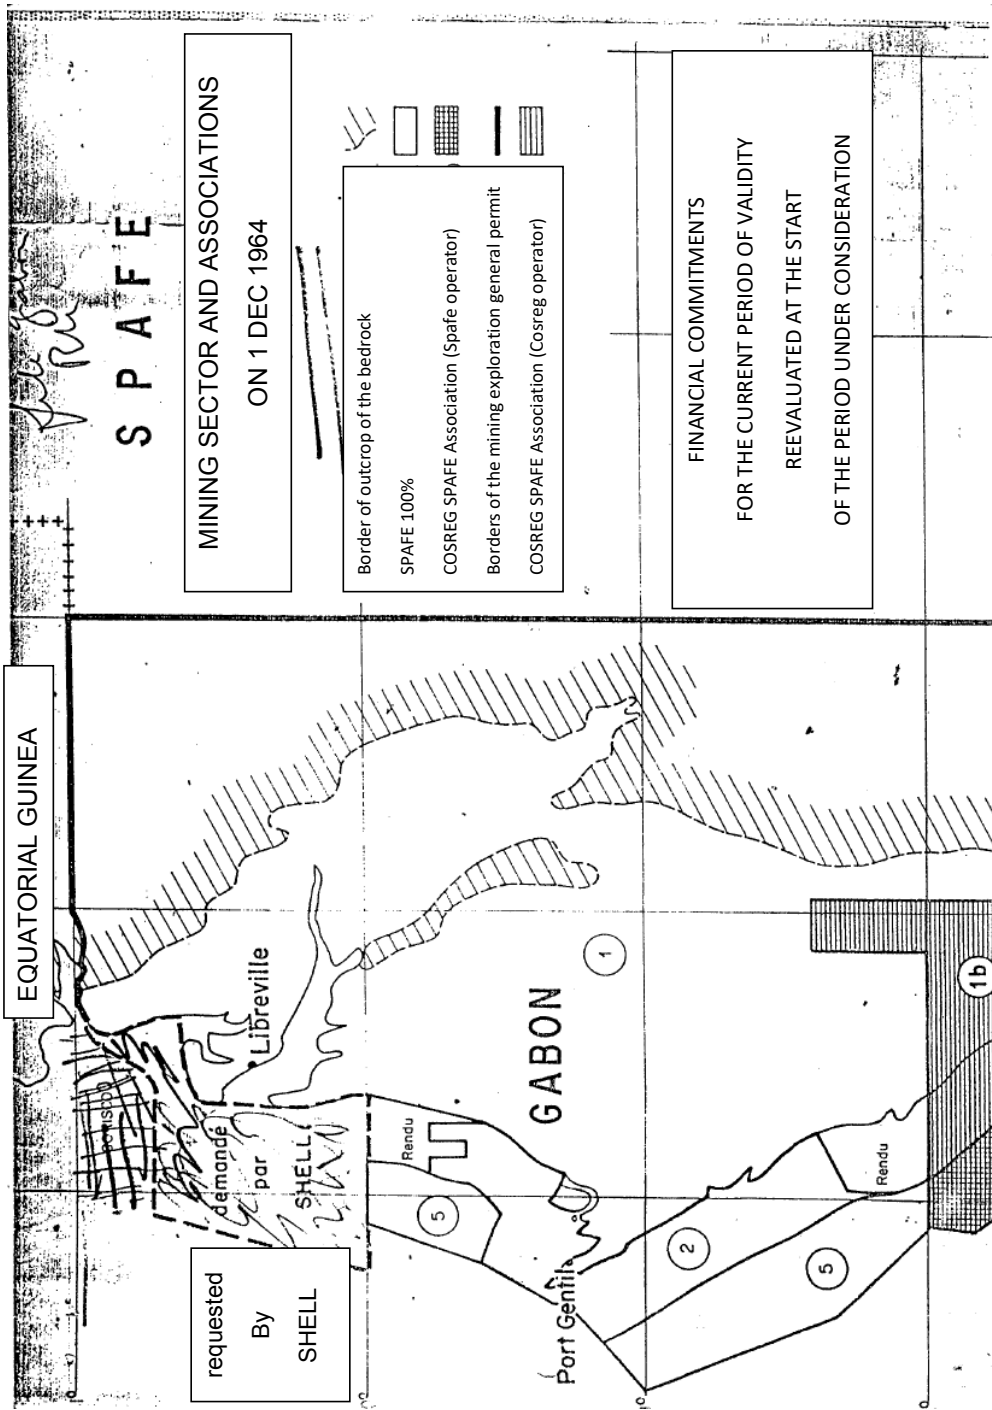 SPAFE
MINING SECTOR AND ASSOCIATIONS
ON 1 DEC 1964
Border of outcrop of the bedrock
SPAFE 100%
COSREG SPAFE Association (Spafe operator)
Borders of the mining exploration general permit
COSREG SPAFE Association (Cosreg operator)
FINANCIAL COMMITMENTS
FOR THE CURRENT PERIOD OF VALIDITY
REEVALUATED AT THE START
OF THE PERIOD UNDER CONSIDERATION
EQUATORIAL GUINEA
Libreville
demandé
par
SHELL
requested
By
SHELL
Rendu
5
GABON
1
Port Gentil
2
5
Rendu
1b